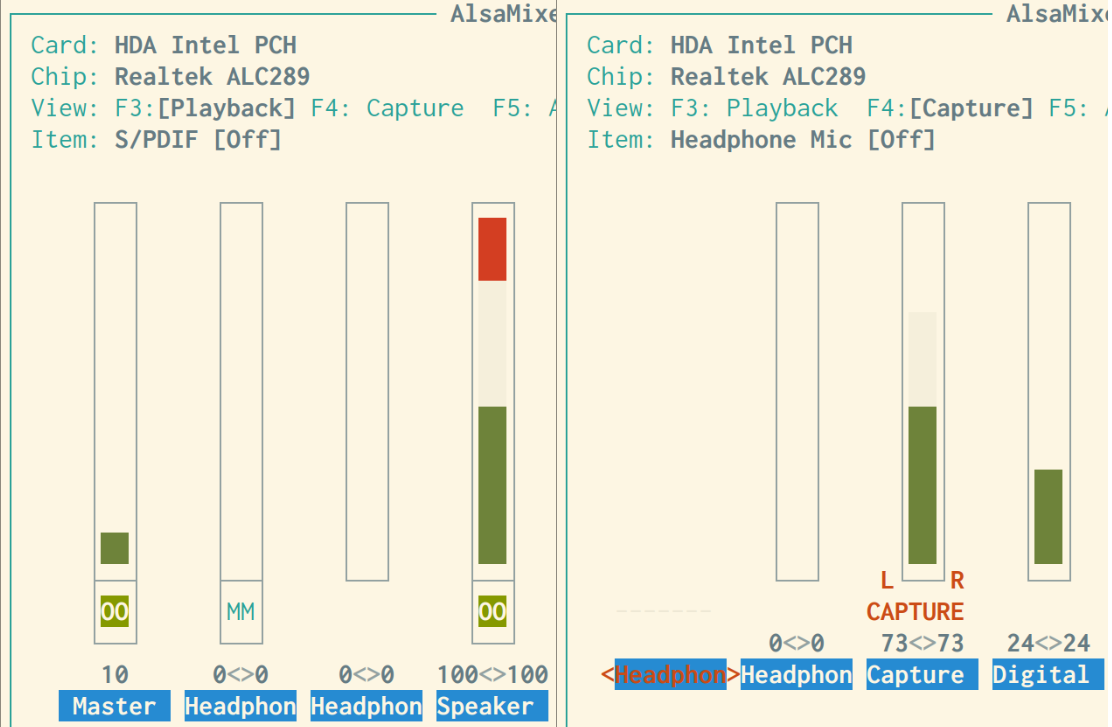 AlsaMixe
Card: HDA Intel PCH
Chip: Realtek ALC289
View: F3:[Playback] F4: Capture F5: A
Item: S/PDIF [Off]
OO MM OO
10 0<>0 0<>0 100<>100
Master Headphon Headphon Speaker
AlsaMixe
Card: HDA Intel PCH
Chip: Realtek ALC289
View: F3: Playback F4:[Capture] F5: A
Item: Headphone Mic [Off]
L R
CAPTURE
0<>0 73<>73 24<>24
<Headphon>Headphon Capture Digital